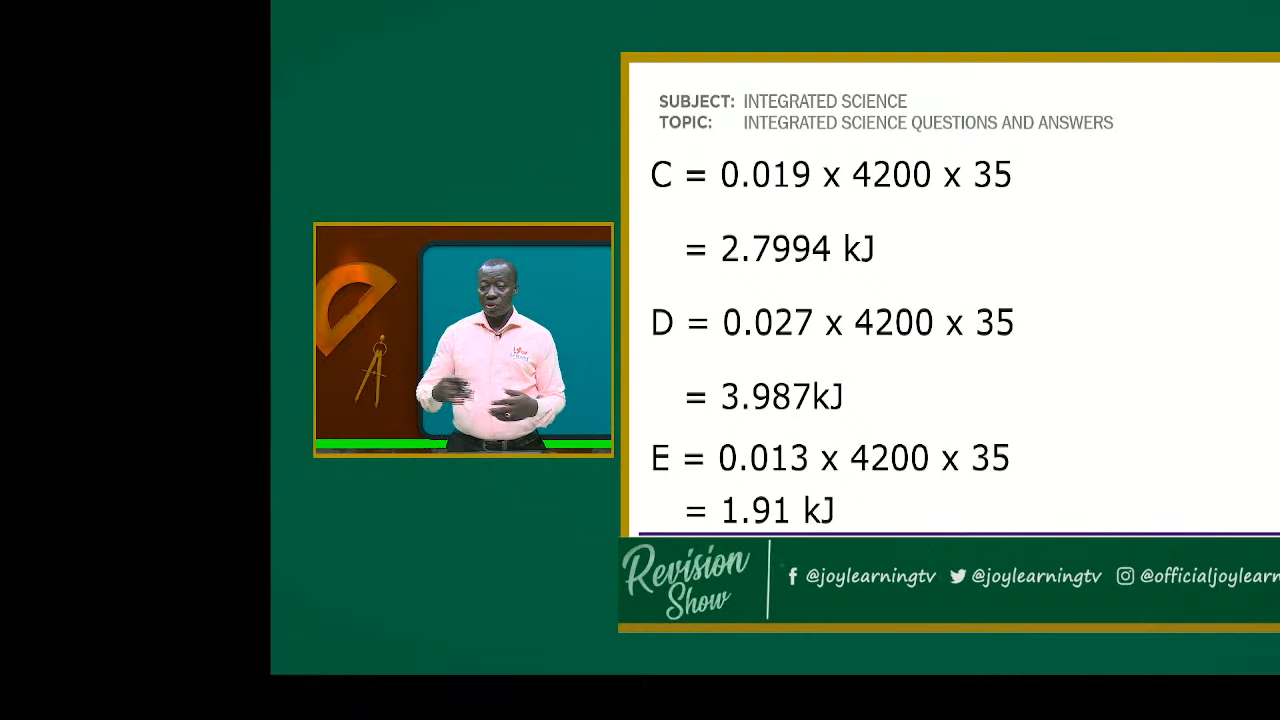 SUBJECT: INTEGRATED SCIENCE
TOPIC: INTEGRATED SCIENCE QUESTIONS AND ANSWERS
C = 0.019 x 4200 x 35
= 2.7994 kJ
D = 0.027 x 4200 x 35
= 3.987kJ
E = 0.013 x 4200 x 35
= 1.91 kJ
Revision Show
@joylearningtv @joylearningtv @officialjoylearn